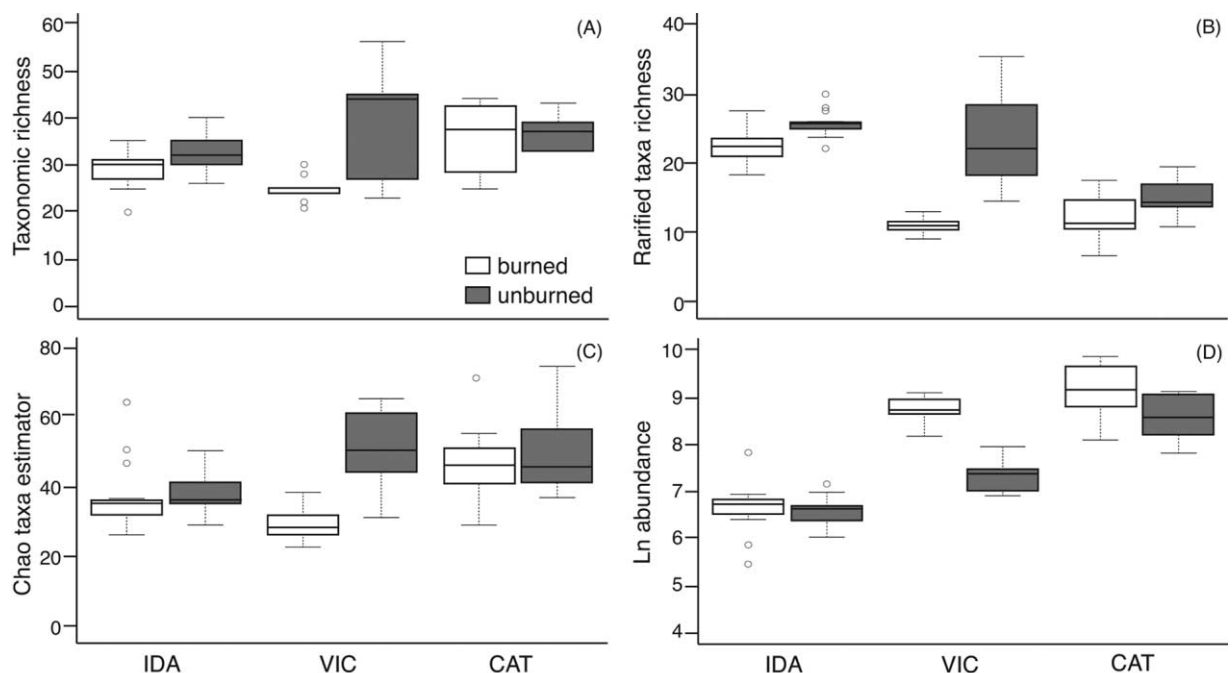 (A)
Taxonomic richness
60
50
40
30
20
10
0
burned
unburned
(B)
Rarified taxa richness
40
30
20
10
0
(C)
Chao taxa estimator
80
60
40
20
0
IDA VIC CAT
(D)
Ln abundance
10
9
8
7
6
5
4
IDA VIC CAT